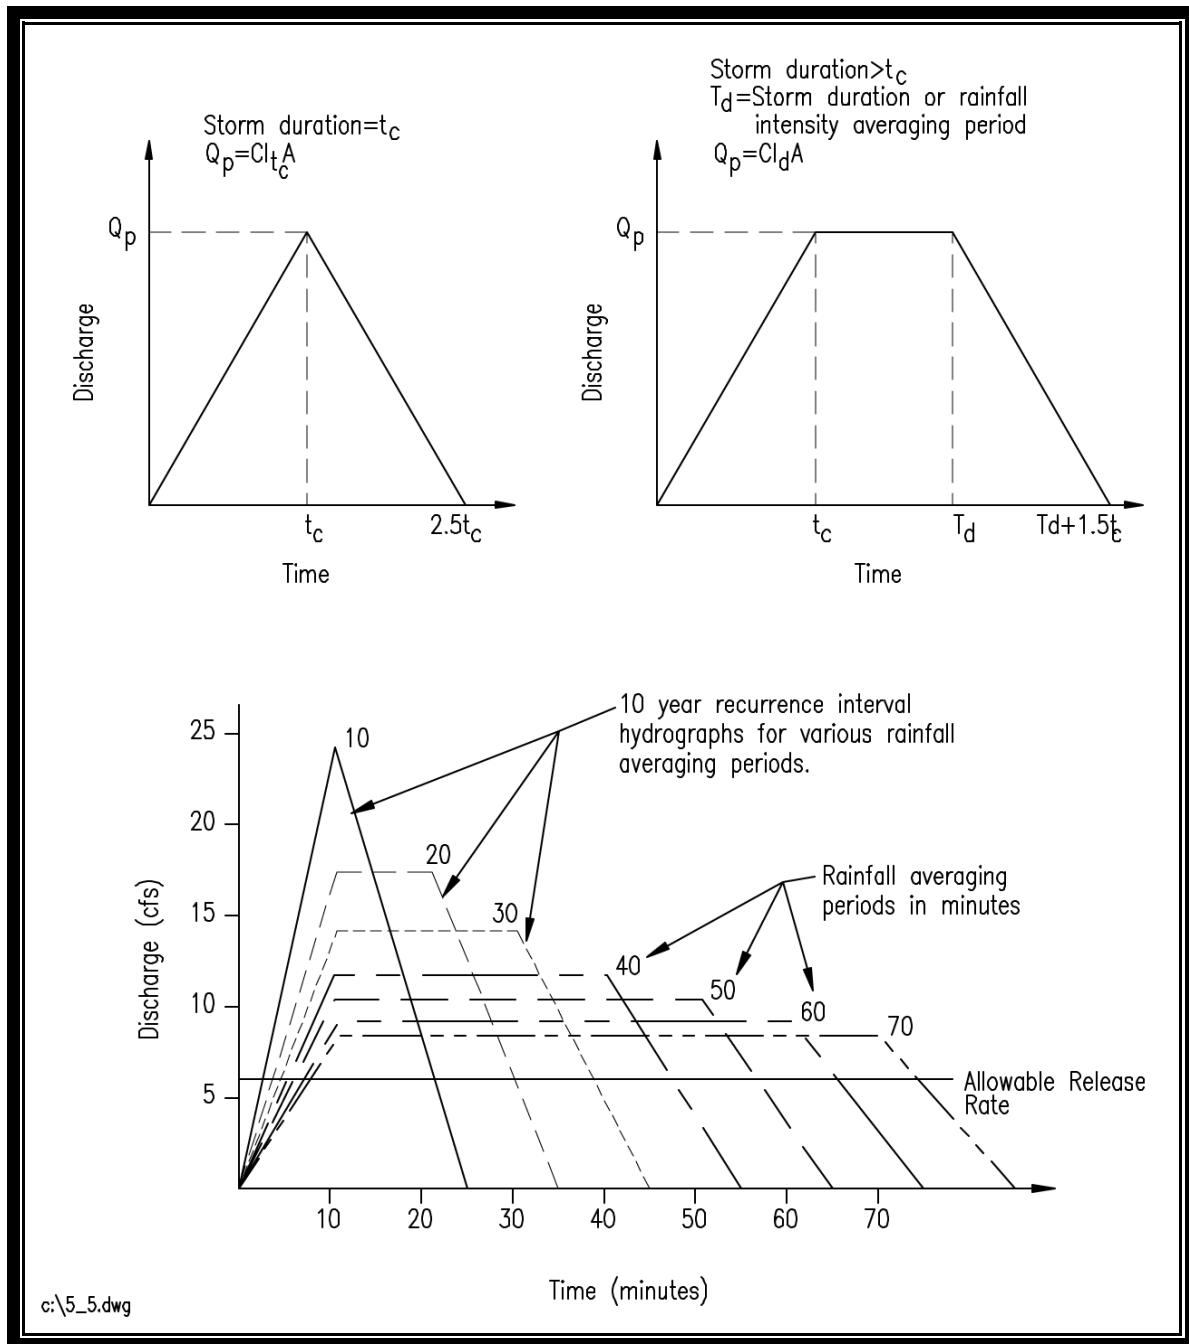 Storm duration=tc
Qp=CItcA
Qp
Discharge
tc
2.5tc
Time
Storm duration>tc
Td=Storm duration or rainfall
intensity averaging period
Qp=CIdA
Qp
Discharge
tc
Td
Td+1.5tc
Time
10 year recurrence interval
hydrographs for various rainfall
averaging periods.
Rainfall averaging
periods in minutes
Allowable Release
Rate
Discharge (cfs)
25
20
15
10
5
10
20
30
40
50
60
70
10
20
30
40
50
60
70
Time (minutes)
c:\5_5.dwg